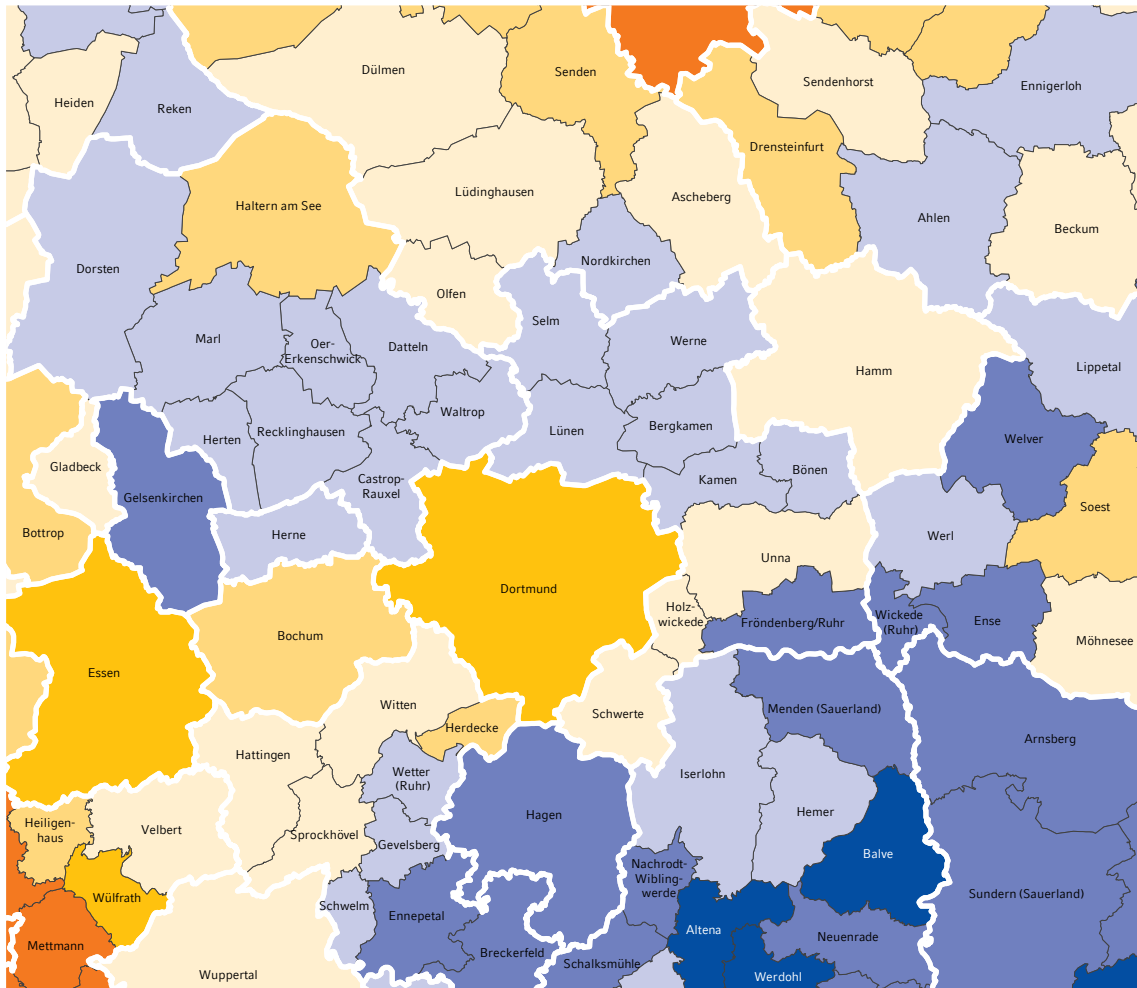 Dülmen
Senden
Sendenhorst
Ennigerloh
Heiden
Reken
Drensteinfurt
Lüdinghausen
Ascheberg
Haltern am See
Ahlen
Beckum
Dorsten
Nordkirchen
Olfen
Selm
Marl
Oer-
Erkenschwick
Datteln
Werne
Hamm
Lippetal
Waltrop
Herten
Recklinghausen
Lünen
Bergkamen
Welver
Gladbeck
Gelsenkirchen
Castrop-
Rauxel
Kamen
Bönen
Soest
Bottrop
Herne
Werl
Unna
Dortmund
Holz-
wickede
Fröndenberg/Ruhr
Wickede
(Ruhr)
Ense
Bochum
Möhnesee
Essen
Witten
Schwerte
Menden (Sauerland)
Herdecke
Arnsberg
Hattingen
Wetter
(Ruhr)
Iserlohn
Hemer
Hagen
Heiligen-
haus
Velbert
Sprockhövel
Gevelsberg
Balve
Nachrodt-
Wibling-
werde
Sundern (Sauerland)
Wülfrath
Schwelm
Ennepetal
Altena
Neuenrade
Mettmann
Breckerfeld
Schalksmühle
Wuppertal
Werdohl